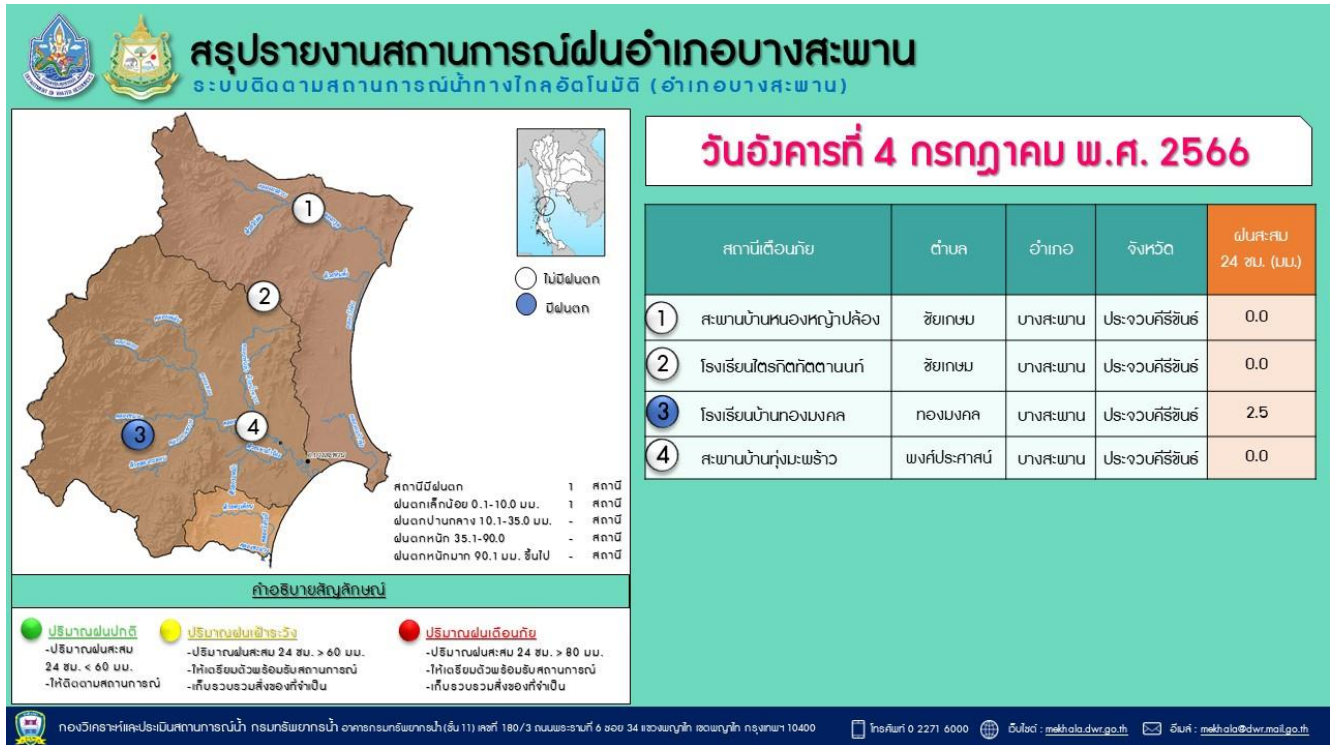 สรุปรายงานสถานการณ์ฝนอำเภอบางสะพาน
ระบบติดตามสถานการณ์น้ำทางไกลอัตโนมัติ (อำเภอบางสะพาน)
วันอังคารที่ 4 กรกฎาคม พ.ศ. 2566
1
2
3
4
ไม่มีฝนตก
มีฝนตก
สถานีมีฝนตก 1 สถานี
ฝนตกเล็กน้อย 0.1-10.0 มม. 1 สถานี
ฝนตกปานกลาง 10.1-35.0 มม. - สถานี
ฝนตกหนัก 35.1-90.0 - สถานี
ฝนตกหนักมาก 90.1 มม. ขึ้นไป - สถานี
สถานีเตือนภัย ตำบล อำเภอ จังหวัด ฝนสะสม
24 ชม. (มม.)
1 สะพานบ้านหนองหญ้าปล้อง ชัยเกษม บางสะพาน ประจวบคีรีขันธ์ 0.0
2 โรงเรียนไตรกิตทัตตานนท์ ชัยเกษม บางสะพาน ประจวบคีรีขันธ์ 0.0
3 โรงเรียนบ้านทองมงคล ทองมงคล บางสะพาน ประจวบคีรีขันธ์ 2.5
4 สะพานบ้านทุ่งมะพร้าว พงศ์ประศาสน์ บางสะพาน ประจวบคีรีขันธ์ 0.0
คำอธิบายสัญลักษณ์
ปริมาณฝนปกติ
-ปริมาณฝนสะสม
24 ชม. < 60 มม.
-ให้ติดตามสถานการณ์
ปริมาณฝนเฝ้าระวัง
-ปริมาณฝนสะสม 24 ชม. > 60 มม.
-ให้เตรียมตัวพร้อมรับสถานการณ์
-เก็บรวบรวมสิ่งของที่จำเป็น
ปริมาณฝนเตือนภัย
-ปริมาณฝนสะสม 24 ชม. > 80 มม.
-ให้เตรียมตัวพร้อมรับสถานการณ์
-เก็บรวบรวมสิ่งของที่จำเป็น
กองวิเคราะห์และประเมินสถานการณ์น้ำ กรมทรัพยากรน้ำ อาคารกรมทรัพยากรน้ำ (ชั้น 11) เลขที่ 180/3 ถนนพระรามที่ 6 ซอย 34 แขวงพญาไท เขตพญาไท กรุงเทพฯ 10400 โทรศัพท์ 0 2271 6000 เว็บไซต์ : mekhala.dwr.go.th อีเมล์ : mekhala@dwr.mail.go.th